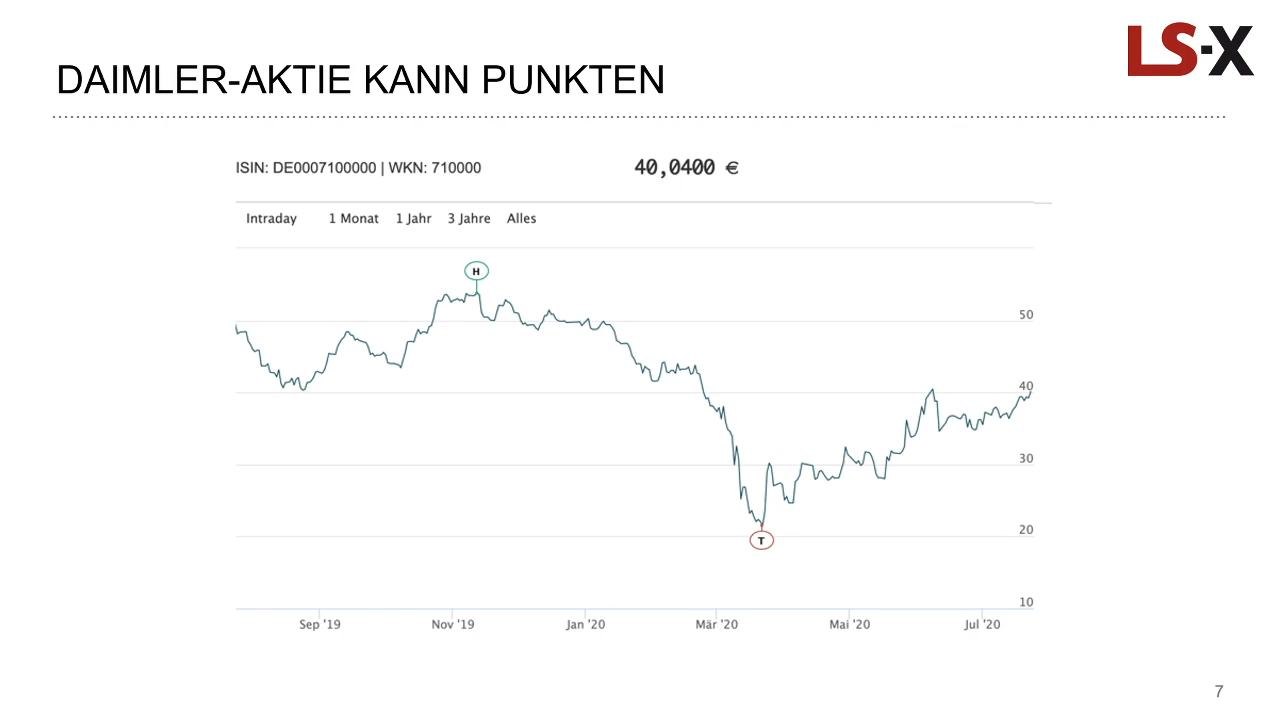 LS-X
DAIMLER-AKTIE KANN PUNKTEN
ISIN: DE0007100000 | WKN: 710000 40,0400 €
Intraday 1 Monat 1 Jahr 3 Jahre Alles
H
50
40
30
20
T
10
Sep '19 Nov '19 Jan '20 Mär '20 Mai '20 Jul '20
7